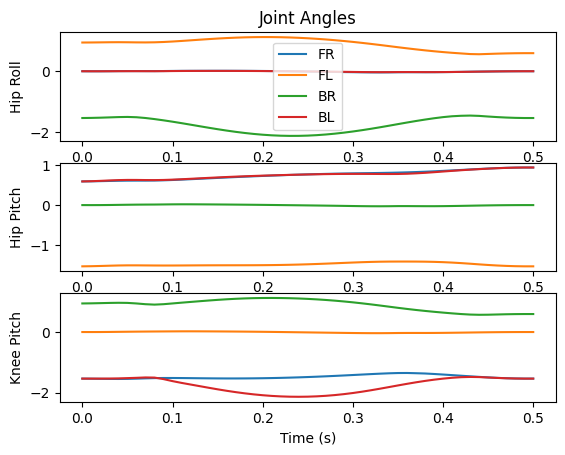 Joint Angles
Hip Roll
0
−2
FR
FL
BR
BL
0.0 0.1 0.2 0.3 0.4 0.5
Hip Pitch
1
0
−1
0.0 0.1 0.2 0.3 0.4 0.5
Knee Pitch
0
−2
0.0 0.1 0.2 0.3 0.4 0.5
Time (s)